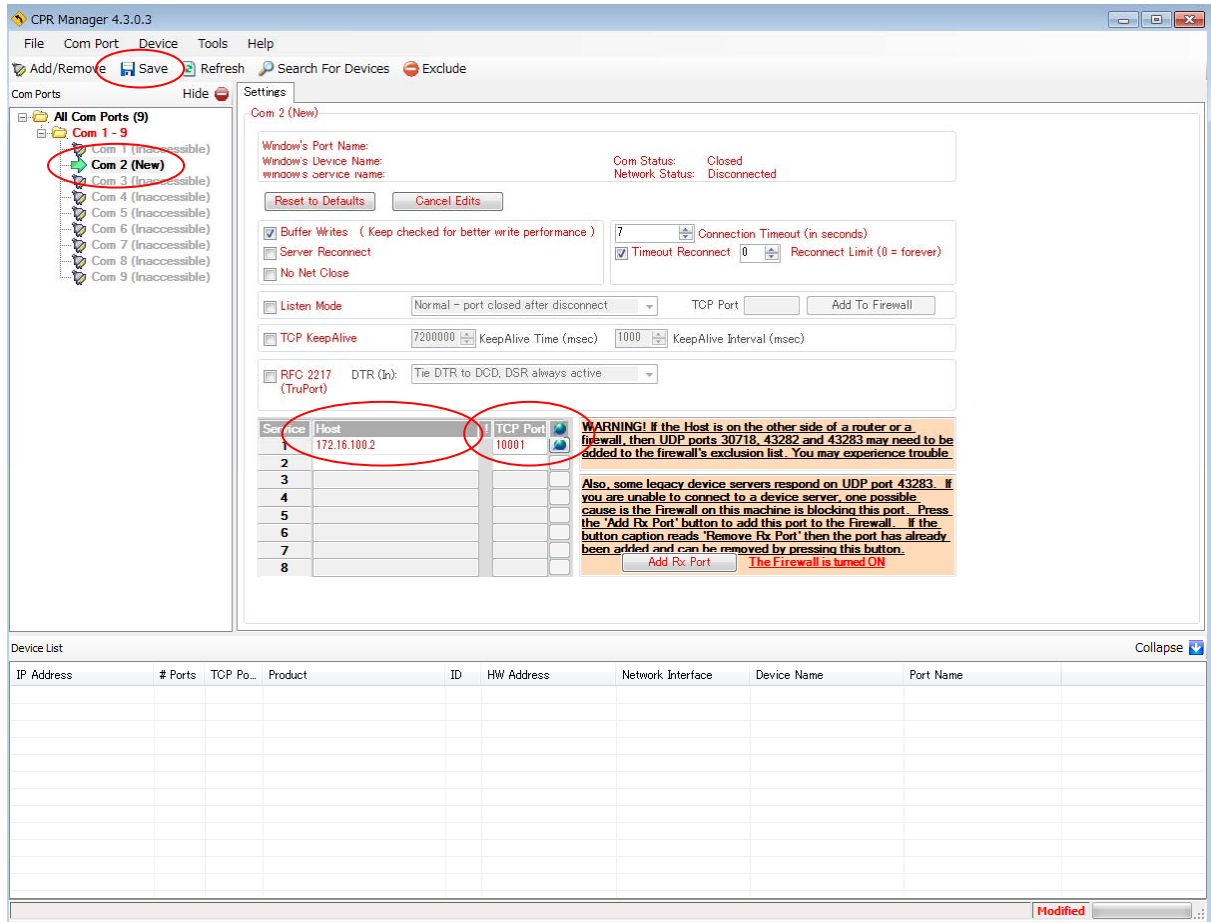 CPR Manager 4.3.0.3
File Com Port Device Tools Help
Add/Remove Save Refresh Search For Devices Exclude
Com Ports Hide
All Com Ports (9)
Com 1 - 9
Com 1 (Inaccessible)
Com 2 (New)
Com 3 (Inaccessible)
Com 4 (Inaccessible)
Com 5 (Inaccessible)
Com 6 (Inaccessible)
Com 7 (Inaccessible)
Com 8 (Inaccessible)
Com 9 (Inaccessible)
Settings
Com 2 (New)
Window's Port Name:
Window's Device Name: Com Status: Closed
Window's Service Name: Network Status: Disconnected
Reset to Defaults Cancel Edits
Buffer Writes ( Keep checked for better write performance ) 7 Connection Timeout (in seconds)
Server Reconnect Timeout Reconnect 0 Reconnect Limit (0 = forever)
No Net Close
Listen Mode Normal - port closed after disconnect TCP Port Add To Firewall
TCP KeepAlive 7200000 KeepAlive Time (msec) 1000 KeepAlive Interval (msec)
RFC 2217 DTR (In): Tie DTR to DCD, DSR always active
(TruPort)
Service Host ! TCP Port
1 172.16.100.2 10001
2
3
4
5
6
7
8
WARNING! If the Host is on the other side of a router or a
firewall, then UDP ports 30718, 43282 and 43283 may need to be
added to the firewall's exclusion list. You may experience trouble
Also, some legacy device servers respond on UDP port 43283. If
you are unable to connect to a device server, one possible
cause is the Firewall on this machine is blocking this port. Press
the 'Add Rx Port' button to add this port to the Firewall. If the
button caption reads 'Remove Rx Port' then the port has already
been added and can be removed by pressing this button.
Add Rx Port The Firewall is turned ON
Device List Collapse
IP Address # Ports TCP Po... Product ID HW Address Network Interface Device Name Port Name
Modified